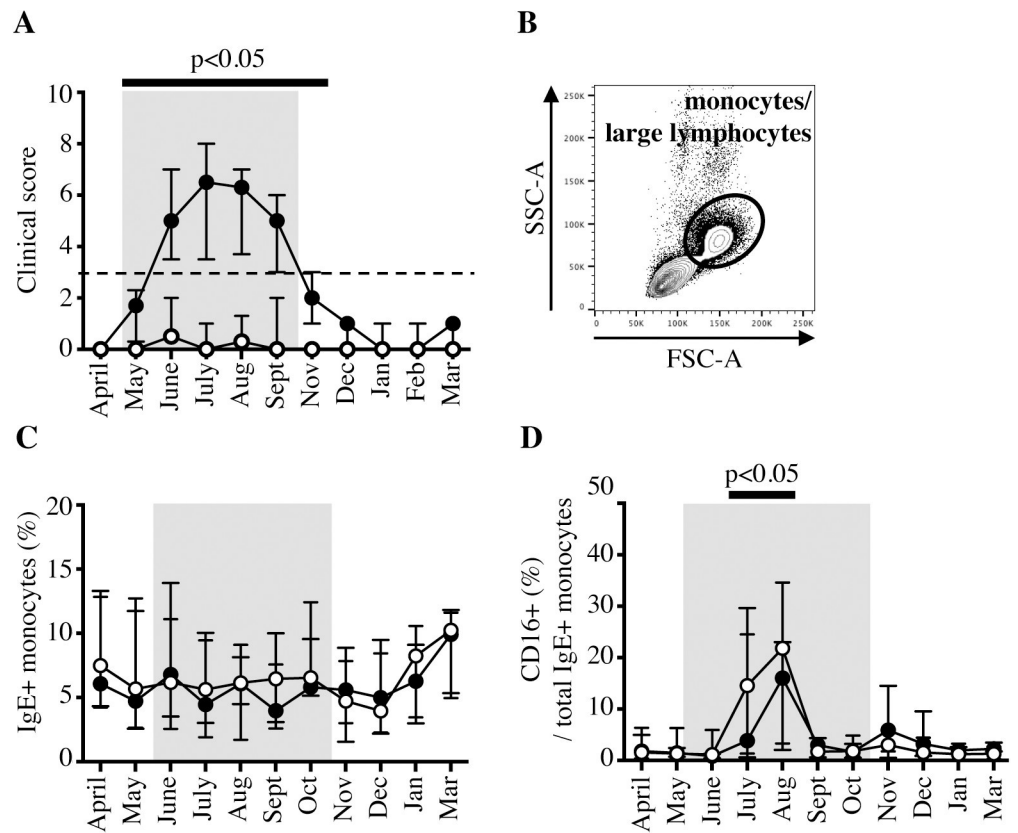 A
p<0.05
Clinical score
10
8
6
4
2
0
April
May
June
July
Aug
Sept
Nov
Dec
Jan
Feb
Mar
B
monocytes/
large lymphocytes
SSC-A
250K
200K
150K
100K
50K
0
0 50K 100K 150K 200K 250K
FSC-A
C
IgE+ monocytes (%)
20
15
10
5
0
April
May
June
July
Aug
Sept
Oct
Nov
Dec
Jan
Mar
D
p<0.05
CD16+ (%)
/ total IgE+ monocytes
50
40
30
20
10
0
April
May
June
July
Aug
Sept
Oct
Nov
Dec
Jan
Mar